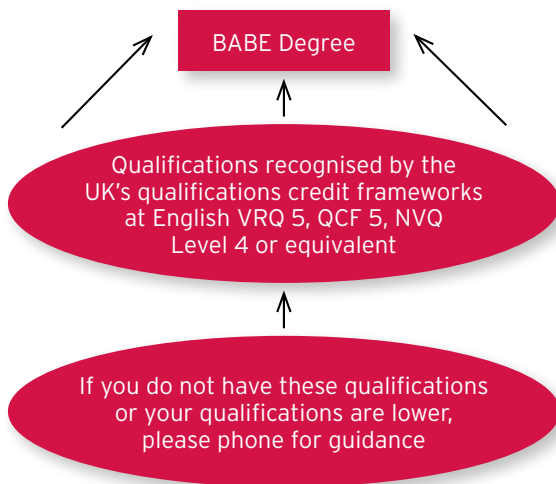 BABE Degree
Qualifications recognised by the
UK's qualifications credit frameworks
at English VRQ 5, QCF 5, NVQ
Level 4 or equivalent
If you do not have these qualifications
or your qualifications are lower,
please phone for guidance